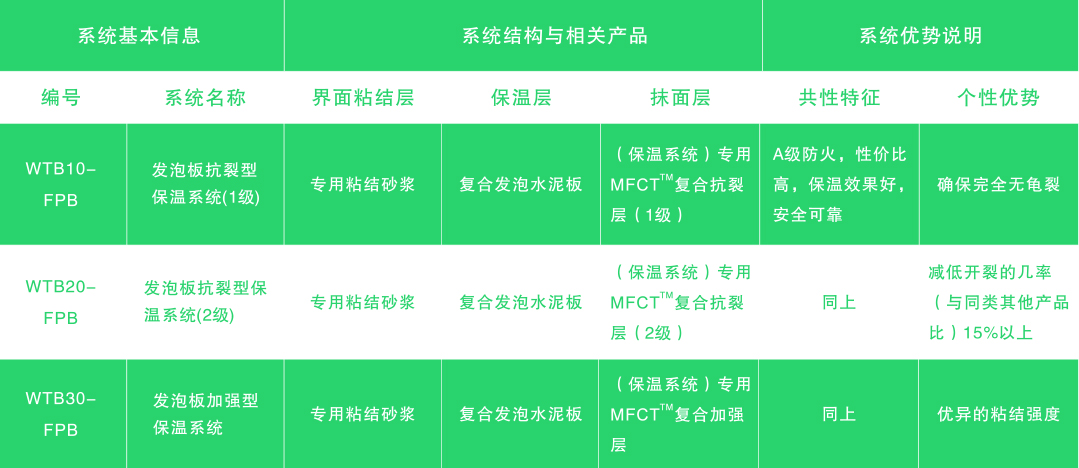 系统基本信息 系统结构与相关产品 系统优势说明
编号 系统名称 界面粘结层 保温层 抹面层 共性特征 个性优势
WTB10-
FPB
发泡板抗裂型
保温系统(1级)
专用粘结砂浆
复合发泡水泥板
（保温系统）专用
MFCT™复合抗裂
层（1级）
A级防火，性价比
高，保温效果好，
安全可靠
确保完全无龟裂
WTB20-
FPB
发泡板抗裂型保
温系统(2级)
专用粘结砂浆
复合发泡水泥板
（保温系统）专用
MFCT™复合抗裂
层（2级）
同上
减低开裂的几率
（与同类其他产品
比）15%以上
WTB30-
FPB
发泡板加强型
保温系统
专用粘结砂浆
复合发泡水泥板
（保温系统）专用
MFCT™复合加强
层
同上
优异的粘结强度